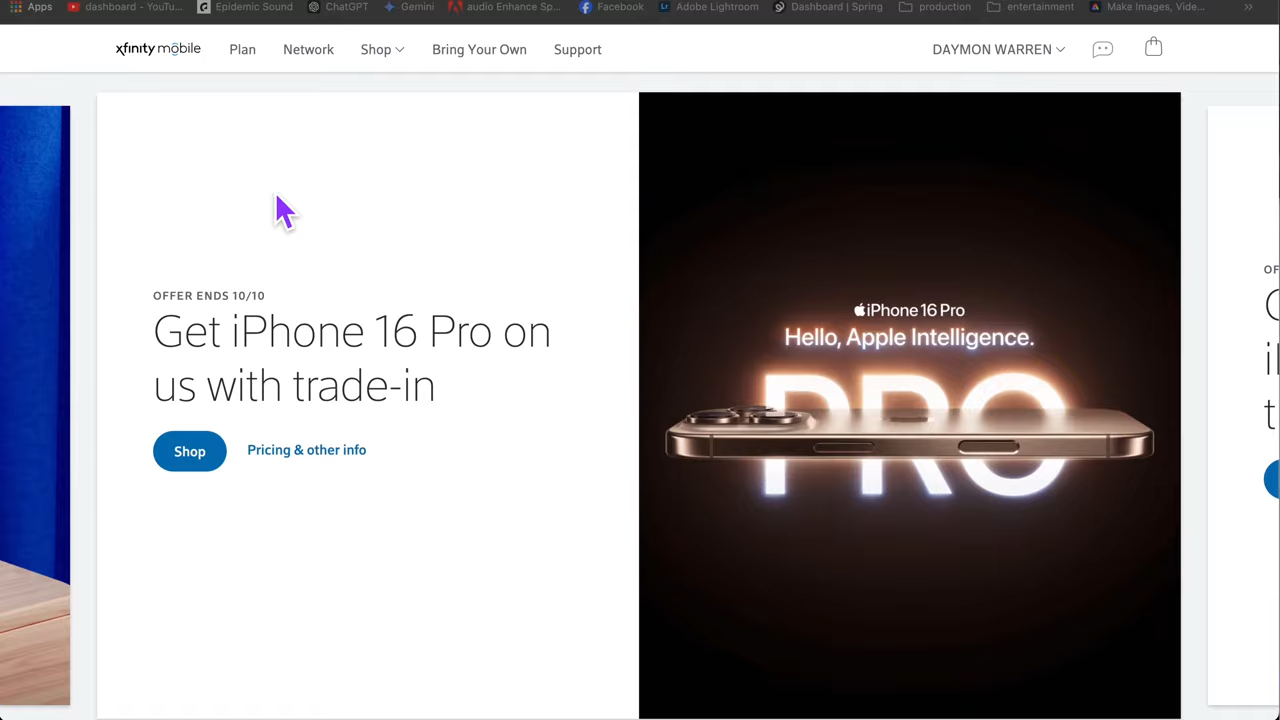 Apps dashboard - YouTu... Epidemic Sound ChatGPT Gemini audio Enhance Sp... Facebook Adobe Lightroom Dashboard | Spring production entertainment Make Images, Vide... »
xfinity mobile Plan Network Shop Bring Your Own Support DAYMON WARREN
OFFER ENDS 10/10
Get iPhone 16 Pro on
us with trade-in
Shop Pricing & other info
iPhone 16 Pro
Hello, Apple Intelligence.
PRO